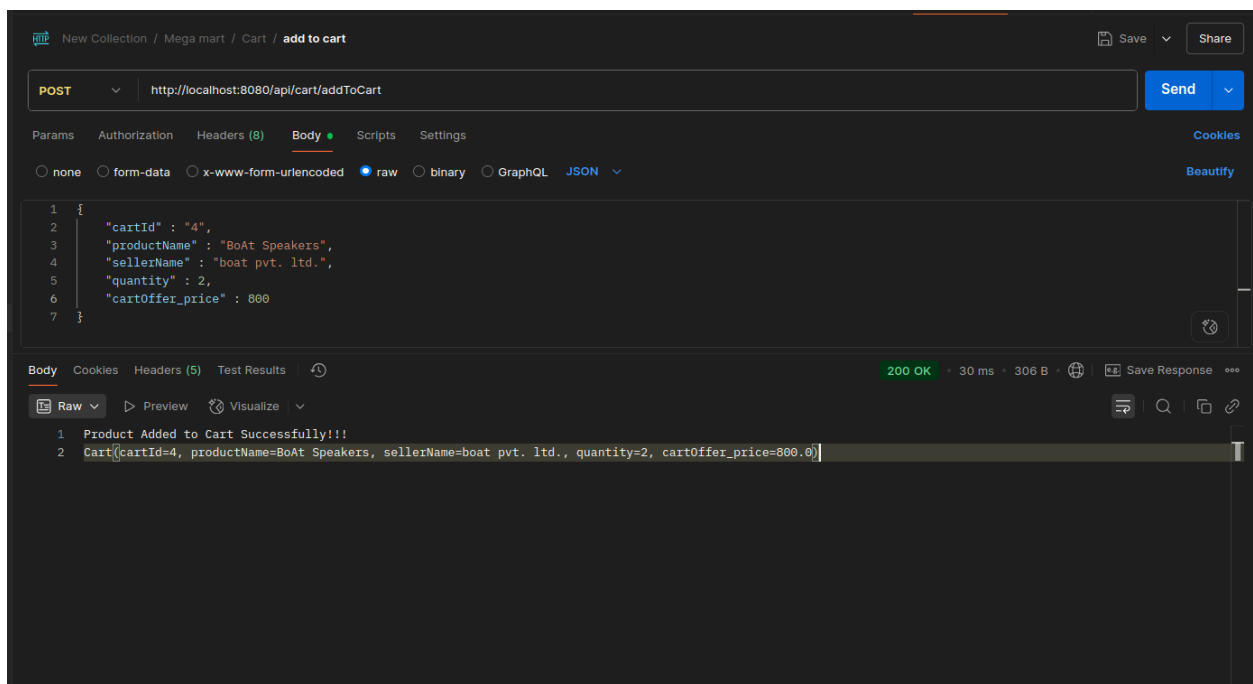 HTTP New Collection / Mega mart / Cart / add to cart Save Share
POST http://localhost:8080/api/cart/addToCart Send
Params Authorization Headers (8) Body Scripts Settings Cookies
none form-data x-www-form-urlencoded raw binary GraphQL JSON Beautify
1 {
2 "cartId" : "4",
3 "productName" : "BoAt Speakers",
4 "sellerName" : "boat pvt. ltd.",
5 "quantity" : 2,
6 "cartOffer_price" : 800
7 }
Body Cookies Headers (5) Test Results 200 OK • 30 ms • 306 B • e.g. Save Response
Raw Preview Visualize
1 Product Added to Cart Successfully!!!
2 Cart(cartId=4, productName=BoAt Speakers, sellerName=boat pvt. ltd., quantity=2, cartOffer_price=800.0)